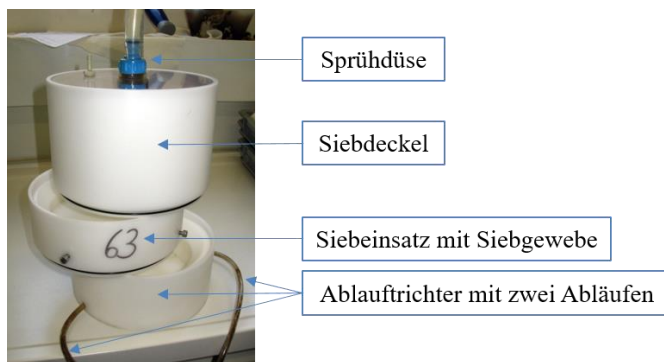 Sprühdüse
Siebdeckel
63
Siebeinsatz mit Siebgewebe
Ablauftrichter mit zwei Abläufen